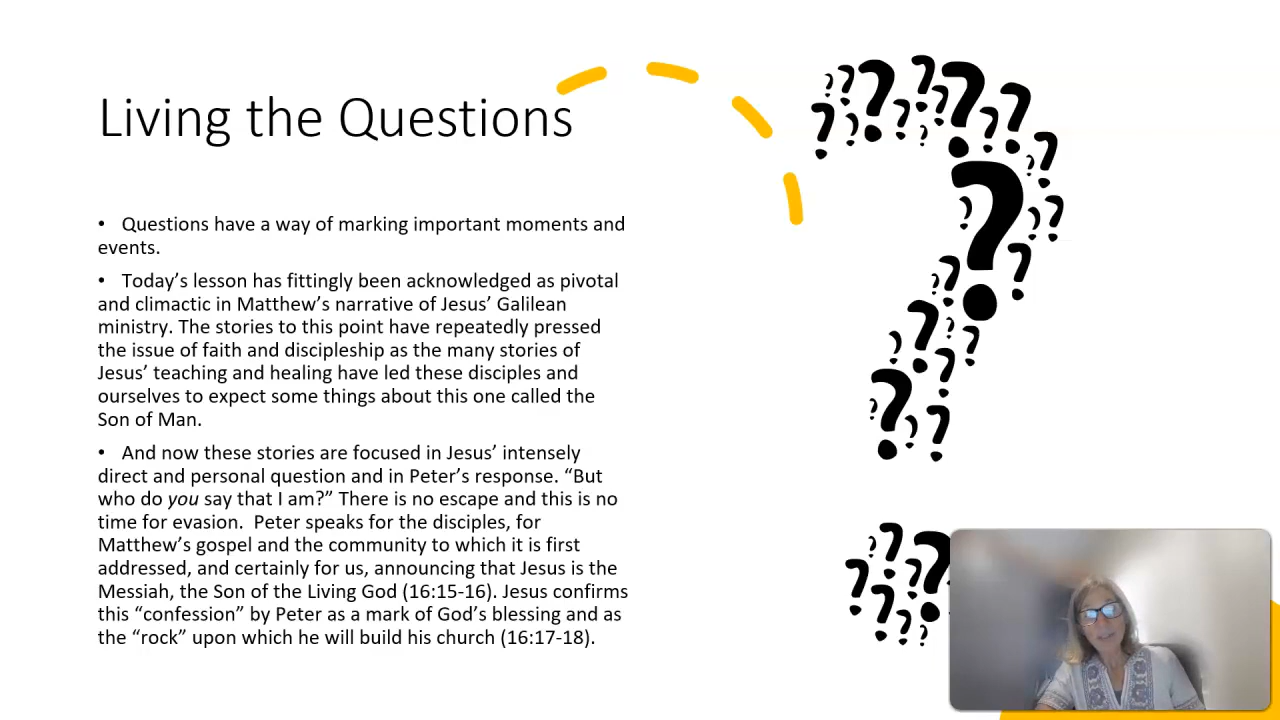 Living the Questions
• Questions have a way of marking important moments and
events.
• Today’s lesson has fittingly been acknowledged as pivotal
and climactic in Matthew’s narrative of Jesus’ Galilean
ministry. The stories to this point have repeatedly pressed
the issue of faith and discipleship as the many stories of
Jesus’ teaching and healing have led these disciples and
ourselves to expect some things about this one called the
Son of Man.
• And now these stories are focused in Jesus’ intensely
direct and personal question and in Peter’s response. “But
who do you say that I am?” There is no escape and this is no
time for evasion.  Peter speaks for the disciples, for
Matthew’s gospel and the community to which it is first
addressed, and certainly for us, announcing that Jesus is the
Messiah, the Son of the Living God (16:15-16). Jesus confirms
this “confession” by Peter as a mark of God’s blessing and as
the “rock” upon which he will build his church (16:17-18).